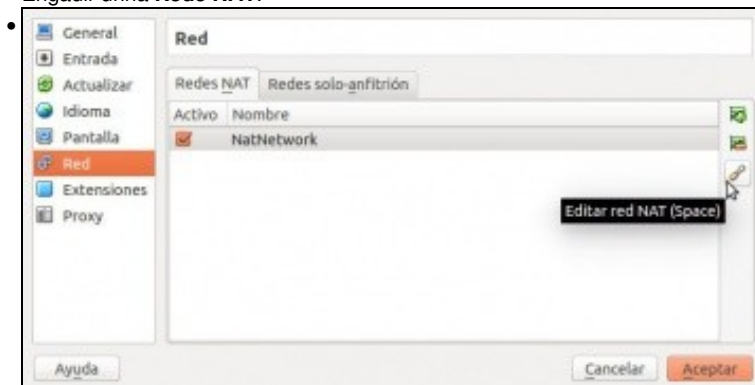 Engadir unha Rede NAT.
General
Entrada
Actualizar
Idioma
Pantalla
Red
Extensiones
Proxy
Red
Redes NAT Redes solo-anfitrión
Activo Nombre
NatNetwork
Editar red NAT (Space)
Ayuda Cancelar Aceptar